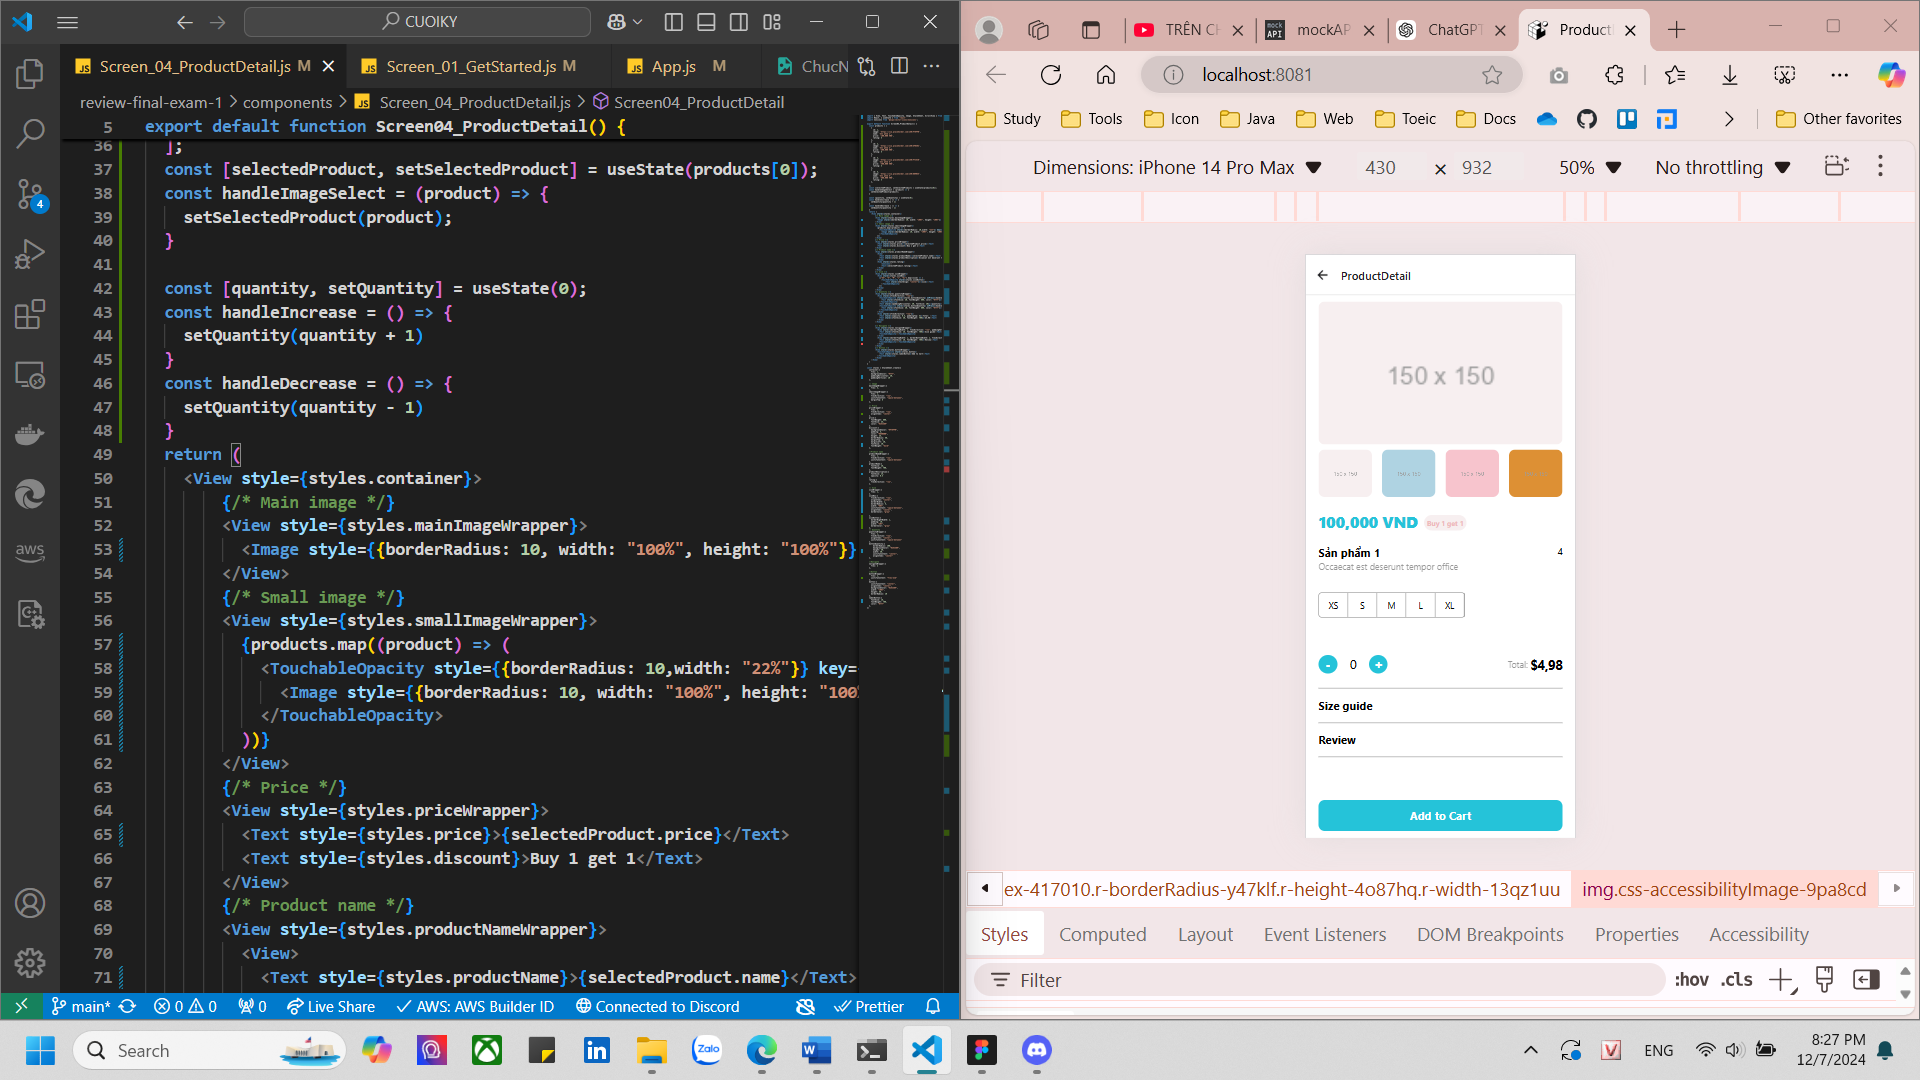 CUOIKY
Screen_04_ProductDetail.js M
Screen_01_GetStarted.js M
App.js M
ChucN
review-final-exam-1 > components > Screen_04_ProductDetail.js > Screen04_ProductDetail
5 export default function Screen04_ProductDetail() {
36 ];
37 const [selectedProduct, setSelectedProduct] = useState(products[0]);
38 const handleImageSelect = (product) => {
39 setSelectedProduct(product);
40 }
41
42 const [quantity, setQuantity] = useState(0);
43 const handleIncrease = () => {
44 setQuantity(quantity + 1)
45 }
46 const handleDecrease = () => {
47 setQuantity(quantity - 1)
48 }
49 return (
50 <View style={styles.container}>
51 {/* Main image */}
52 <View style={styles.mainImageWrapper}>
53 <Image style={{borderRadius: 10, width: "100%", height: "100%"}}
54 </View>
55 {/* Small image */}
56 <View style={styles.smallImageWrapper}>
57 {products.map((product) => (
58 <TouchableOpacity style={{borderRadius: 10,width: "22%"}} key=
59 <Image style={{borderRadius: 10, width: "100%", height: "100
60 </TouchableOpacity>
61 ))}
62 </View>
63 {/* Price */}
64 <View style={styles.priceWrapper}>
65 <Text style={styles.price}>{selectedProduct.price}</Text>
66 <Text style={styles.discount}>Buy 1 get 1</Text>
67 </View>
68 {/* Product name */}
69 <View style={styles.productNameWrapper}>
70 <View>
71 <Text style={styles.productName}>{selectedProduct.name}</Text>
4
aws
main* 0 0 0 Live Share AWS: AWS Builder ID Connected to Discord Prettier
TRÊN CH
mockAP
ChatGPT
Product
localhost:8081
Study Tools Icon Java Web Toeic Docs Other favorites
Dimensions: iPhone 14 Pro Max 430 × 932 50% No throttling
ProductDetail
150 x 150
150 x 150 150 x 150 150 x 150
100,000 VND Buy 1 get 1
Sản phẩm 1 4
Occaecat est deserunt tempor office
XS S M L XL
- 0 + Total: $4,98
Size guide
Review
Add to Cart
ex-417010.r-borderRadius-y47klf.r-height-4o87hq.r-width-13qz1uu img.css-accessibilityImage-9pa8cd
Styles Computed Layout Event Listeners DOM Breakpoints Properties Accessibility
Filter :hov .cls
Search
Zalo
ENG
8:27 PM
12/7/2024